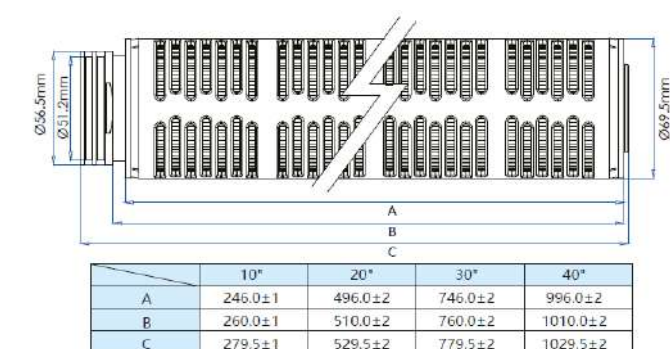 Ø56.5mm
Ø51.2mm
Ø69.5mm
A
B
C
10" 20" 30" 40"
A 246.0±1 496.0±2 746.0±2 996.0±2
B 260.0±1 510.0±2 760.0±2 1010.0±2
C 279.5±1 529.5±2 779.5±2 1029.5±2